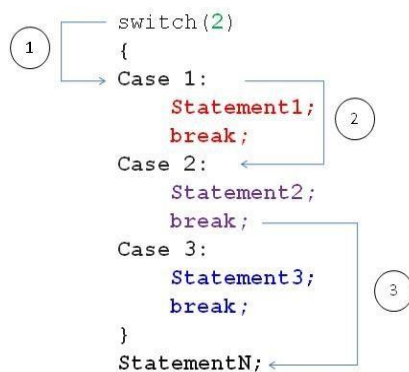 switch(2)
{
Case 1:
Statement1;
break;
Case 2:
Statement2;
break;
Case 3:
Statement3;
break;
}
StatementN;
1
2
3